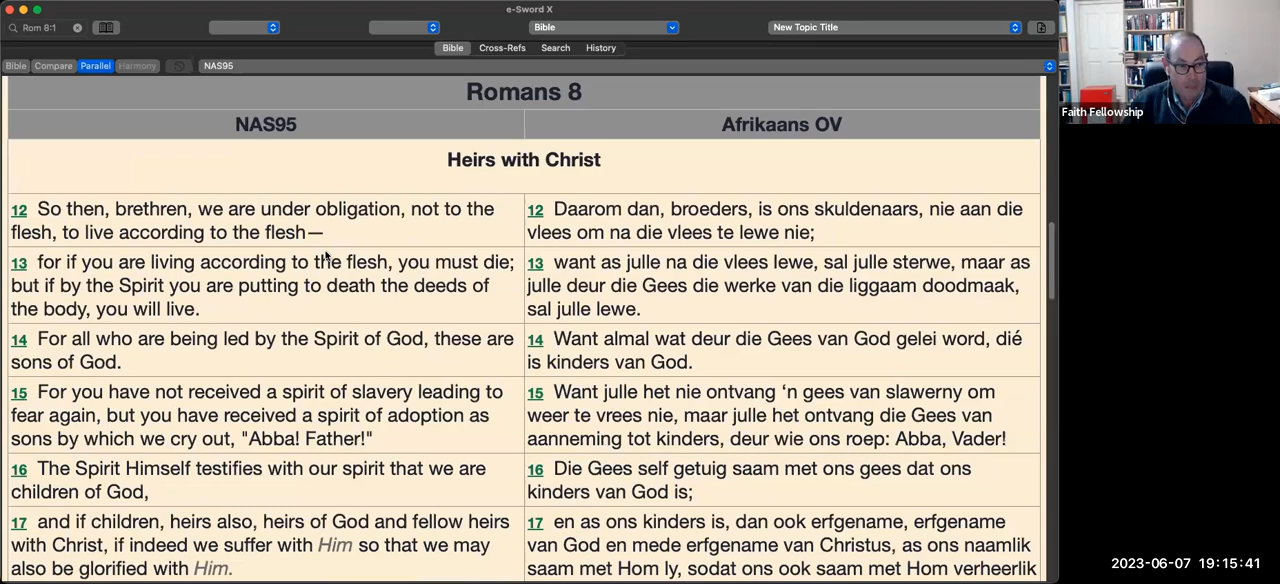 e-Sword X
Rom 8:1
Bible
New Topic Title
Bible Cross-Refs Search History
Bible Compare Parallel Harmony NAS95
Romans 8
NAS95
Afrikaans OV
Heirs with Christ
12 So then, brethren, we are under obligation, not to the
flesh, to live according to the flesh—
13 for if you are living according to the flesh, you must die;
but if by the Spirit you are putting to death the deeds of
the body, you will live.
14 For all who are being led by the Spirit of God, these are
sons of God.
15 For you have not received a spirit of slavery leading to
fear again, but you have received a spirit of adoption as
sons by which we cry out, "Abba! Father!"
16 The Spirit Himself testifies with our spirit that we are
children of God,
17 and if children, heirs also, heirs of God and fellow heirs
with Christ, if indeed we suffer with Him so that we may
also be glorified with Him.
12 Daarom dan, broeders, is ons skuldenaars, nie aan die
vlees om na die vlees te lewe nie;
13 want as julle na die vlees lewe, sal julle sterwe, maar as
julle deur die Gees die werke van die liggaam doodmaak,
sal julle lewe.
14 Want almal wat deur die Gees van God gelei word, dié
is kinders van God.
15 Want julle het nie ontvang ‘n gees van slawerny om
weer te vrees nie, maar julle het ontvang die Gees van
aanneming tot kinders, deur wie ons roep: Abba, Vader!
16 Die Gees self getuig saam met ons gees dat ons
kinders van God is;
17 en as ons kinders is, dan ook erfgename, erfgename
van God en mede erfgename van Christus, as ons naamlik
saam met Hom ly, sodat ons ook saam met Hom verheerlik
Faith Fellowship
2023-06-07 19:15:41